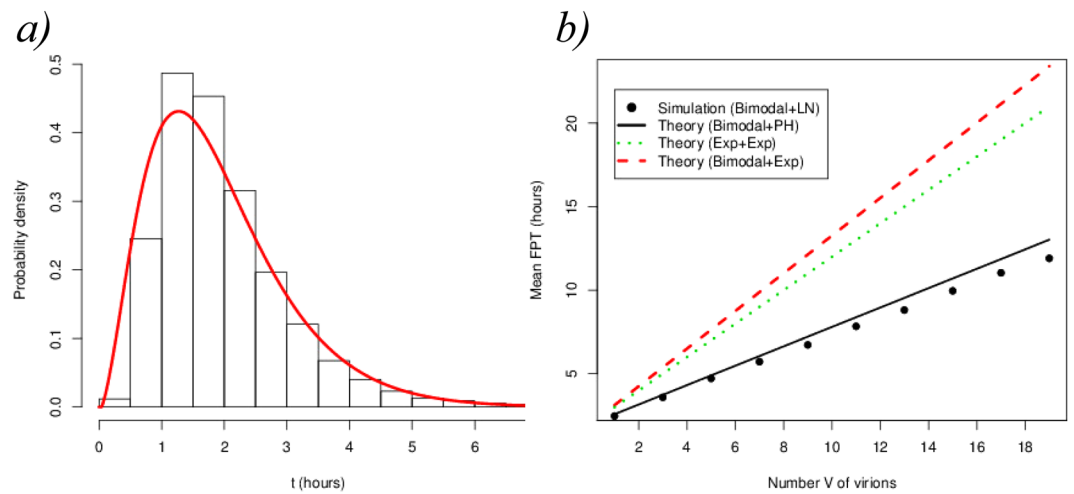 a)
0.5
0.4
0.3
0.2
0.1
0.0
Probability density
0 1 2 3 4 5 6
t (hours)
b)
Simulation (Bimodal+LN)
Theory (Bimodal+PH)
Theory (Exp+Exp)
Theory (Bimodal+Exp)
20
15
10
5
Mean FPT (hours)
2 4 6 8 10 12 14 16 18
Number V of virions